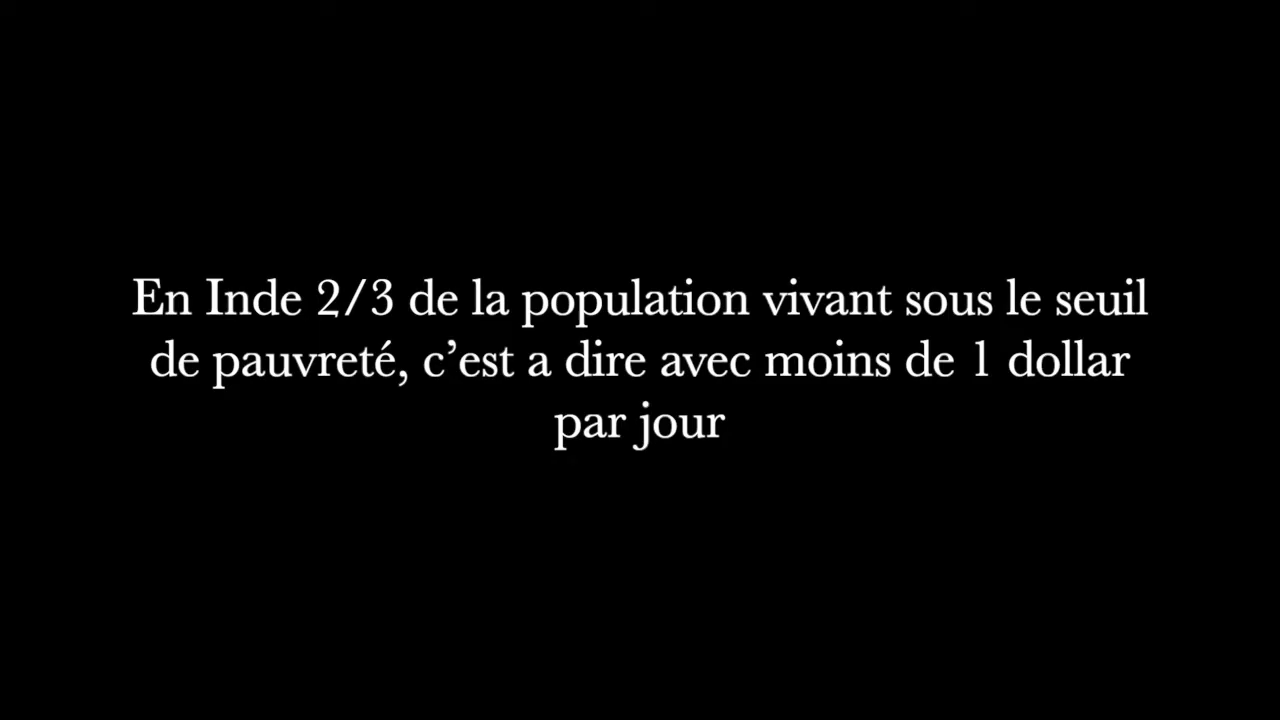 En Inde 2/3 de la population vivant sous le seuil
de pauvreté, c’est a dire avec moins de 1 dollar
par jour